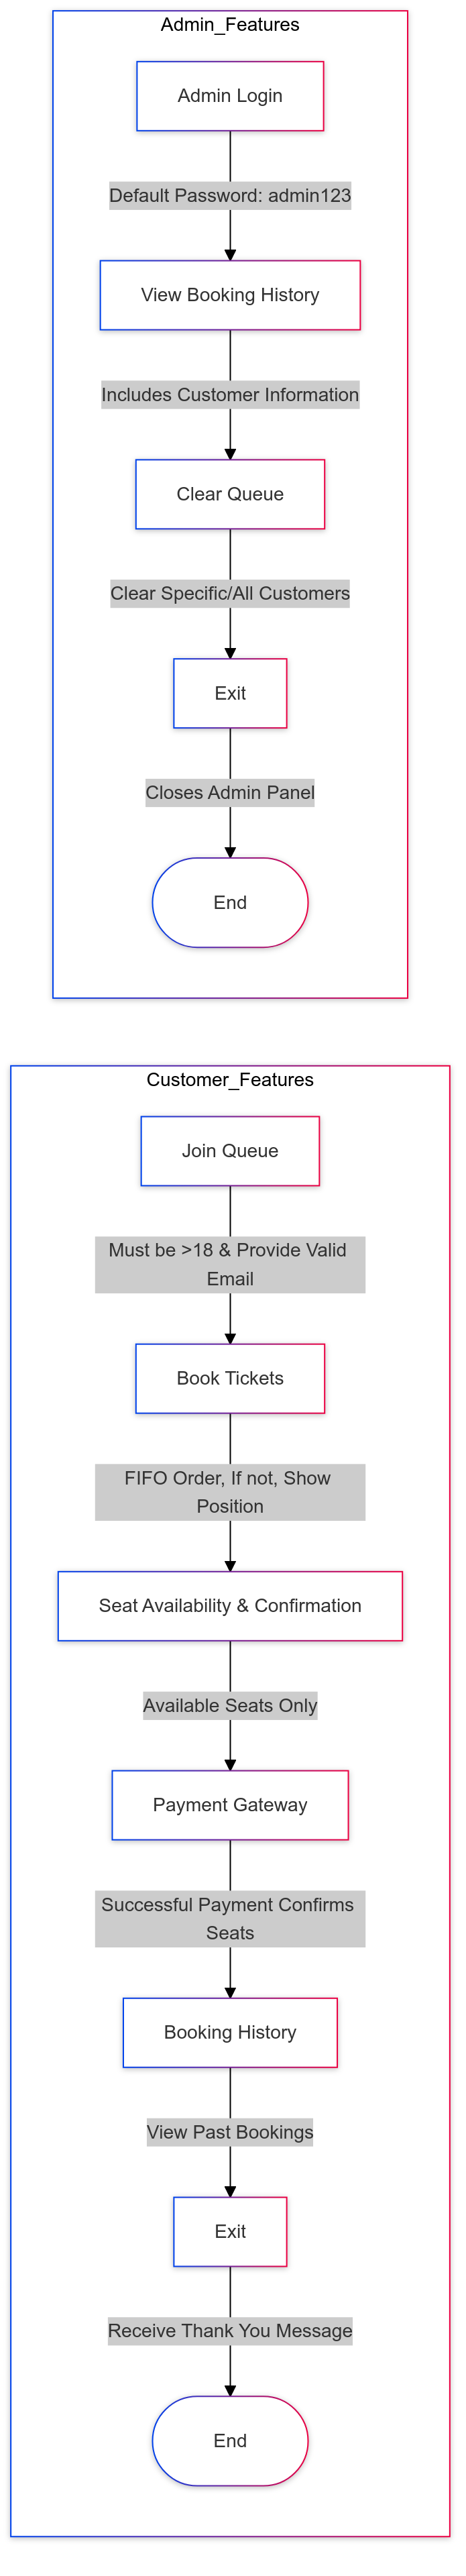 Admin_Features
Admin Login
Default Password: admin123
View Booking History
Includes Customer Information
Clear Queue
Clear Specific/All Customers
Exit
Closes Admin Panel
End
Customer_Features
Join Queue
Must be >18 & Provide Valid
Email
Book Tickets
FIFO Order, If not, Show
Position
Seat Availability & Confirmation
Available Seats Only
Payment Gateway
Successful Payment Confirms
Seats
Booking History
View Past Bookings
Exit
Receive Thank You Message
End